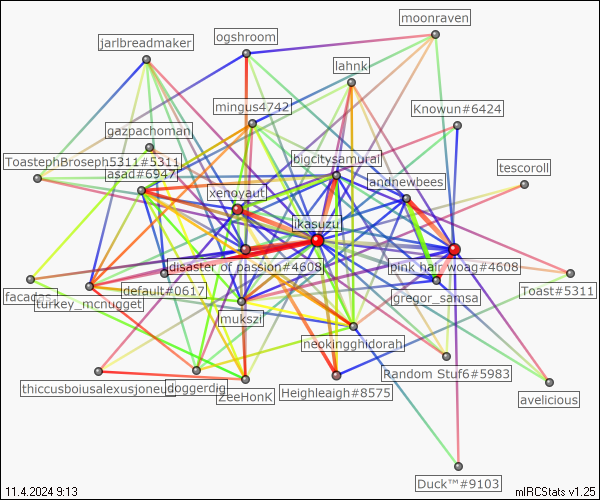 moonraven
ogshroom
jarlbreadmaker
lahnk
mingus4742
Knowun#6424
gazpachoman
bigcitysamurai
ToastephBroseph5311#5311
tescoroll
asad#6947
andnewbees
xenoyaut
ikasuzu
disaster of passion#4608
pink hair woag#4608
default#0617
Toast#5311
facadas
turkey_mcnugget
gregor_samsa
mukszi
neokingghidorah
Random Stuf6#5983
thiccusboiusalexusjoneus
doggerdig
ZeeHonK
Heighleaigh#8575
avelicious
Duck™#9103
11.4.2024 9:13
mIRCStats v1.25